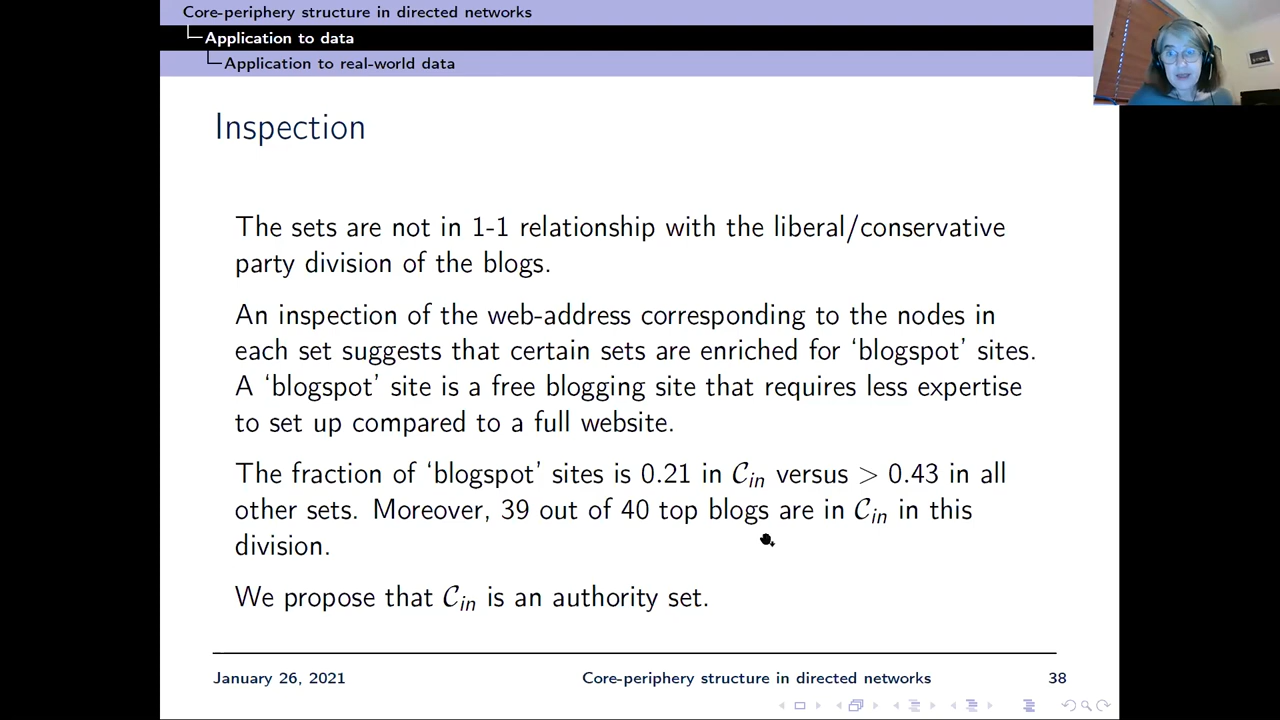 Core-periphery structure in directed networks
Application to data
Application to real-world data
Inspection
The sets are not in 1-1 relationship with the liberal/conservative
party division of the blogs.
An inspection of the web-address corresponding to the nodes in
each set suggests that certain sets are enriched for ‘blogspot’ sites.
A ‘blogspot’ site is a free blogging site that requires less expertise
to set up compared to a full website.
The fraction of ‘blogspot’ sites is 0.21 in 𝒞in versus > 0.43 in all
other sets. Moreover, 39 out of 40 top blogs are in 𝒞in in this
division.
We propose that 𝒞in is an authority set.
January 26, 2021 Core-periphery structure in directed networks 38